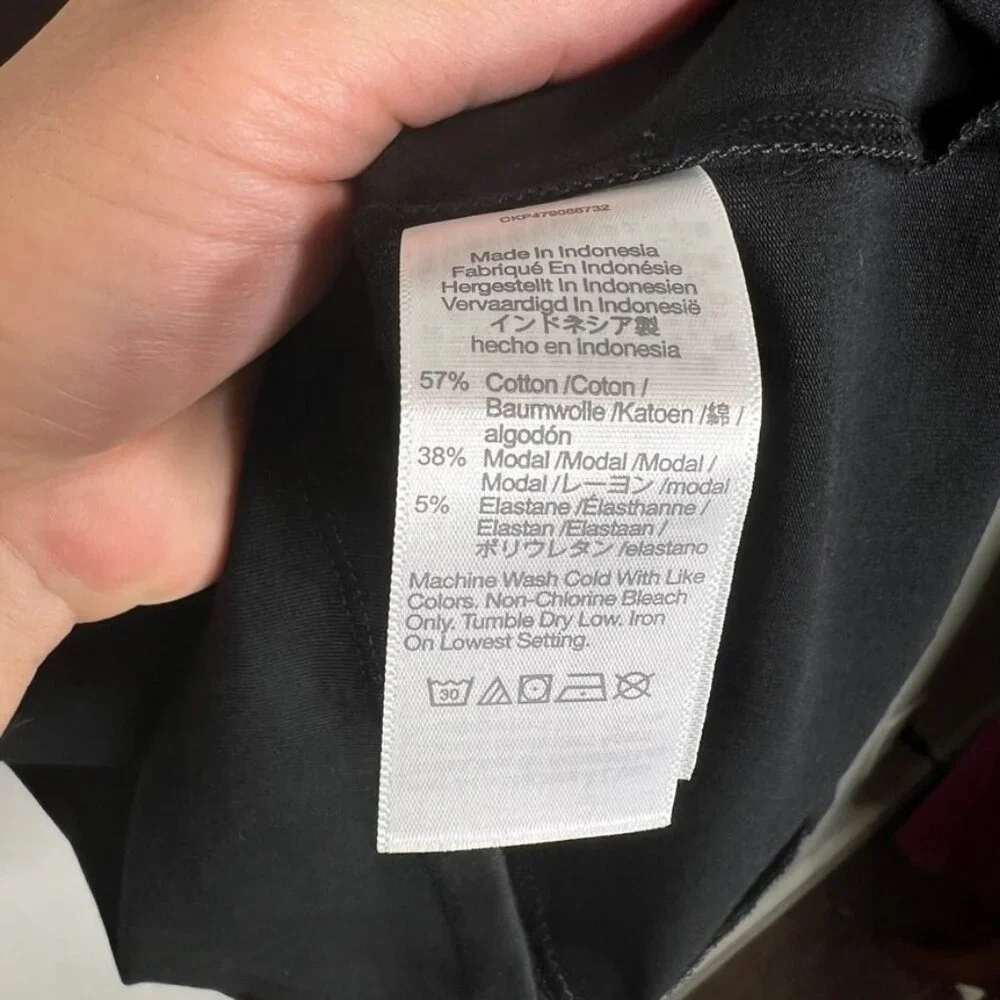 CKP479088732
Made In Indonesia
Fabriqué En Indonésie
Hergestellt In Indonesien
Vervaardigd In Indonesië
インドネシア製
hecho en indonesia
57% Cotton /Coton /
Baumwolle /Katoen /綿 /
algodón
38% Modal /Modal /Modal /
Modal /レーヨン /modal
5% Elastane /Élasthanne /
Elastan /Elastaan /
ポリウレタン /elastano
Machine Wash Cold With Like
Colors. Non-Chlorine Bleach
Only. Tumble Dry Low. Iron
On Lowest Setting.
30